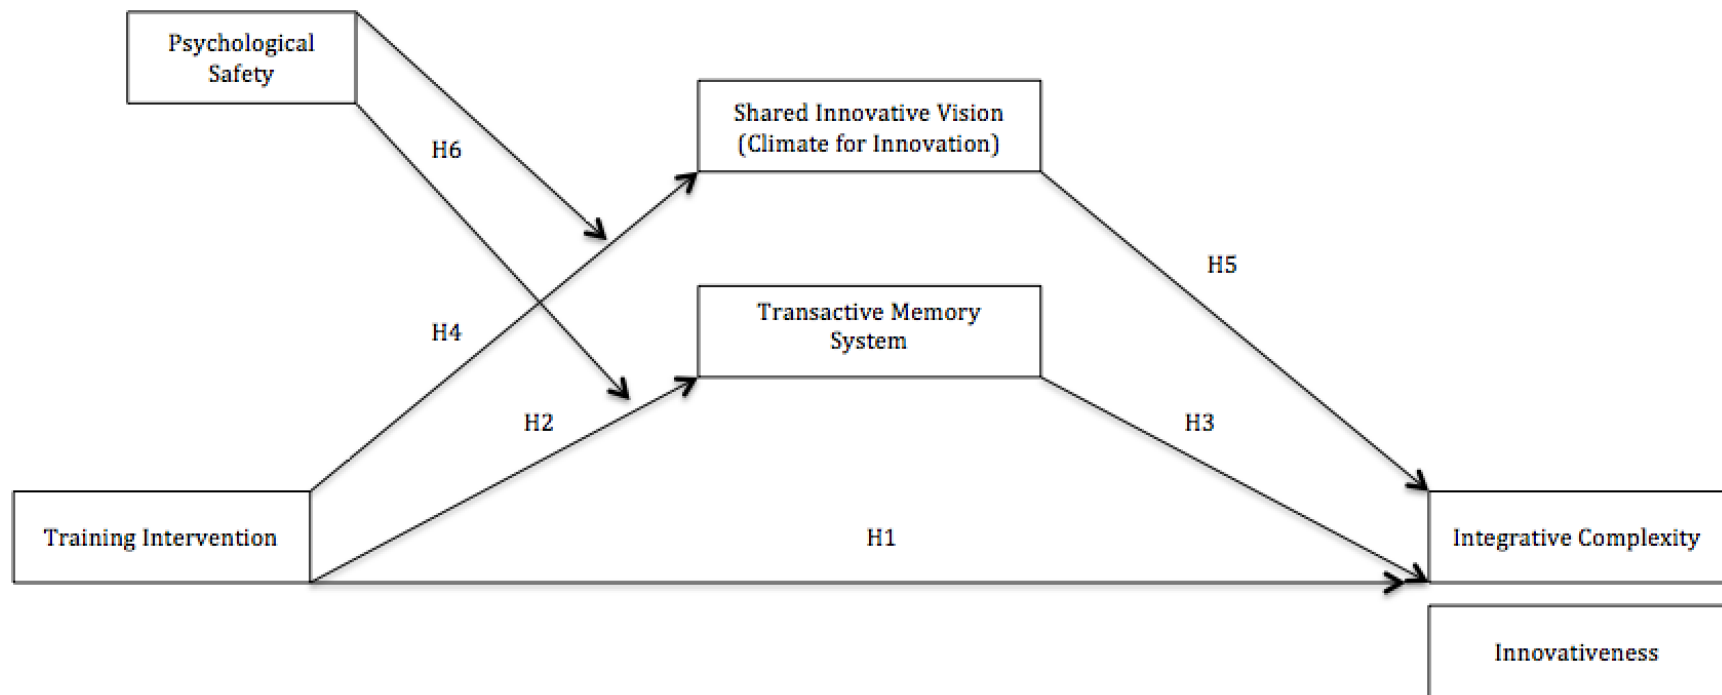 Psychological
Safety
Shared Innovative Vision
(Climate for Innovation)
H6
H5
Transactive Memory
System
H4
H2
H3
Training Intervention
H1
Integrative Complexity
Innovativeness